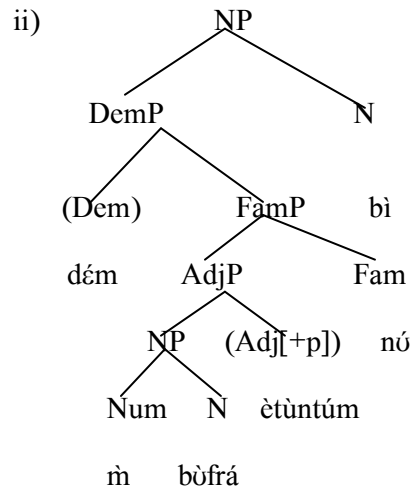 ii) NP
DemP N
(Dem) FamP bì
dɛ́m AdjP Fam
NP (Adj[+p]) nʊ́
Num N ètùntúm
m̀ bʊ̀frá